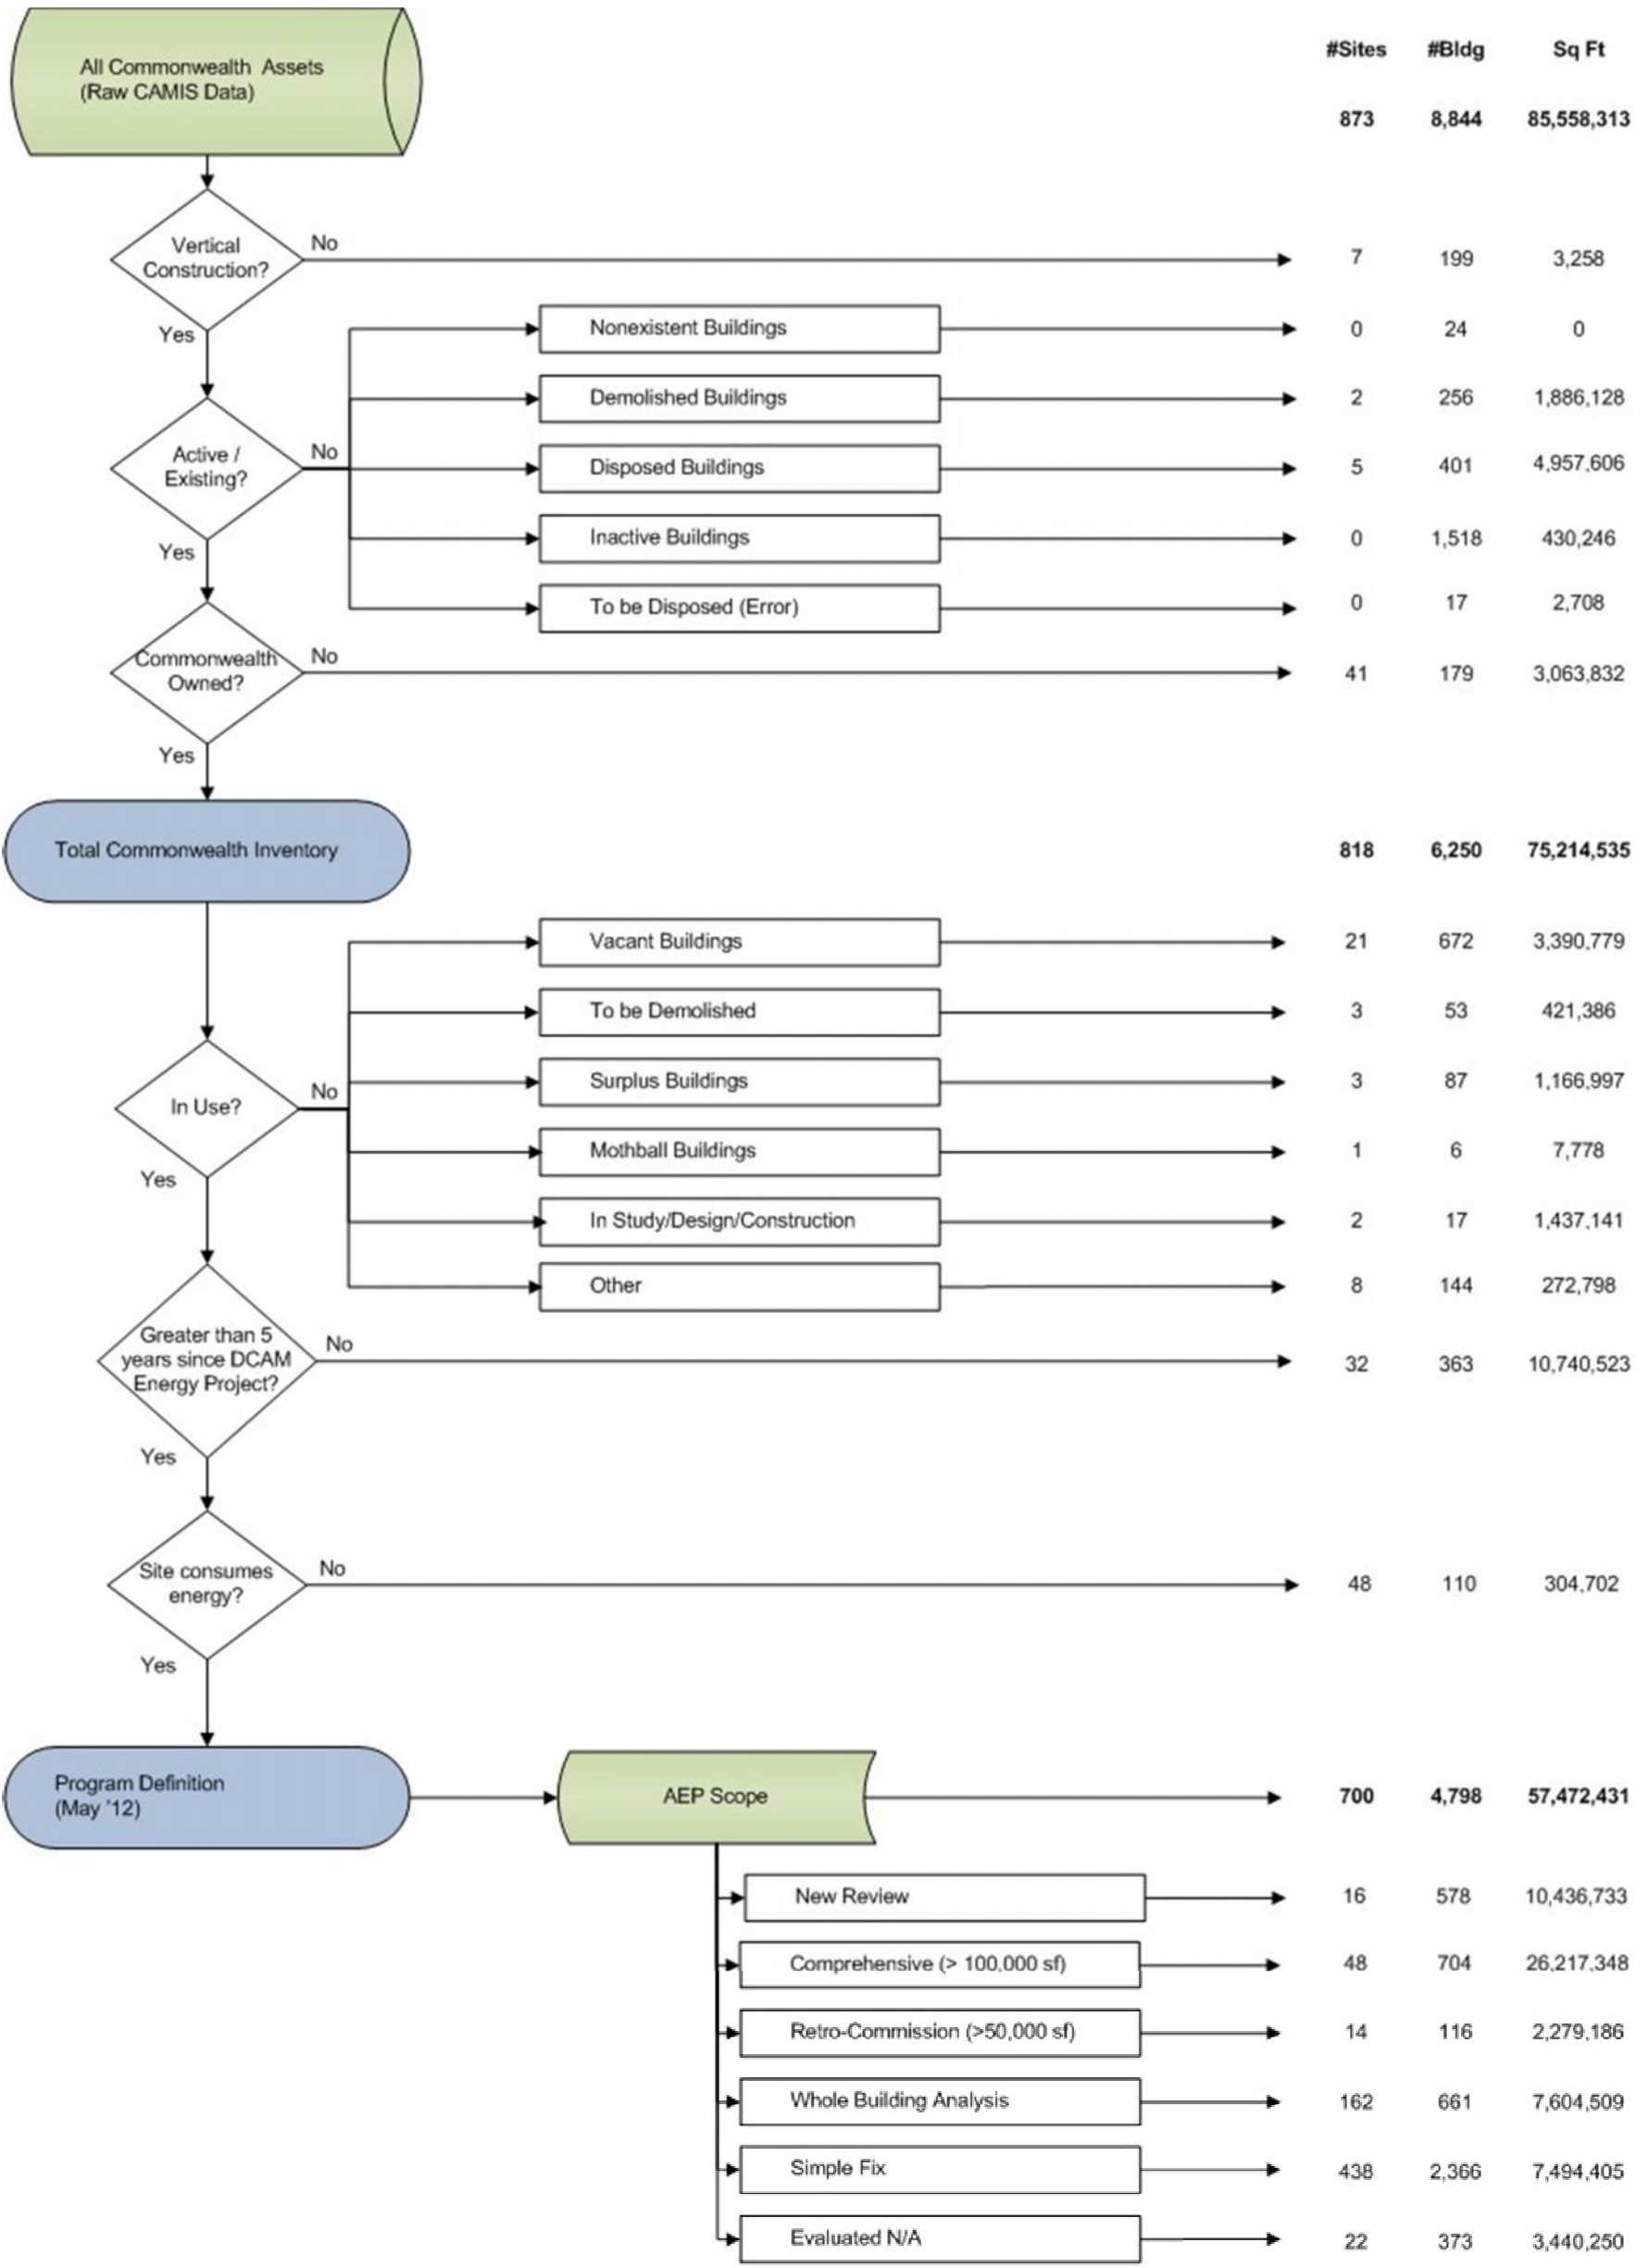 #Sites #Bldg Sq Ft
All Commonwealth Assets
(Raw CAMIS Data)
873 8,844 85,558,313
Vertical
Construction?
No
7 199 3,258
Yes
Nonexistent Buildings
0 24 0
Demolished Buildings
2 256 1,886,128
Active /
Existing?
No
Disposed Buildings
5 401 4,957,606
Yes
Inactive Buildings
0 1,518 430,246
To be Disposed (Error)
0 17 2,708
Commonwealth
Owned?
No
41 179 3,063,832
Yes
Total Commonwealth Inventory
818 6,250 75,214,535
Vacant Buildings
21 672 3,390,779
To be Demolished
3 53 421,386
Surplus Buildings
3 87 1,166,997
In Use?
No
Mothball Buildings
1 6 7,778
Yes
In Study/Design/Construction
2 17 1,437,141
Other
8 144 272,798
Greater than 5
years since DCAM
Energy Project?
No
32 363 10,740,523
Yes
Site consumes
energy?
No
48 110 304,702
Yes
Program Definition
(May '12)
AEP Scope
700 4,798 57,472,431
New Review
16 578 10,436,733
Comprehensive (> 100,000 sf)
48 704 26,217,348
Retro-Commission (>50,000 sf)
14 116 2,279,186
Whole Building Analysis
162 661 7,604,509
Simple Fix
438 2,366 7,494,405
Evaluated N/A
22 373 3,440,250